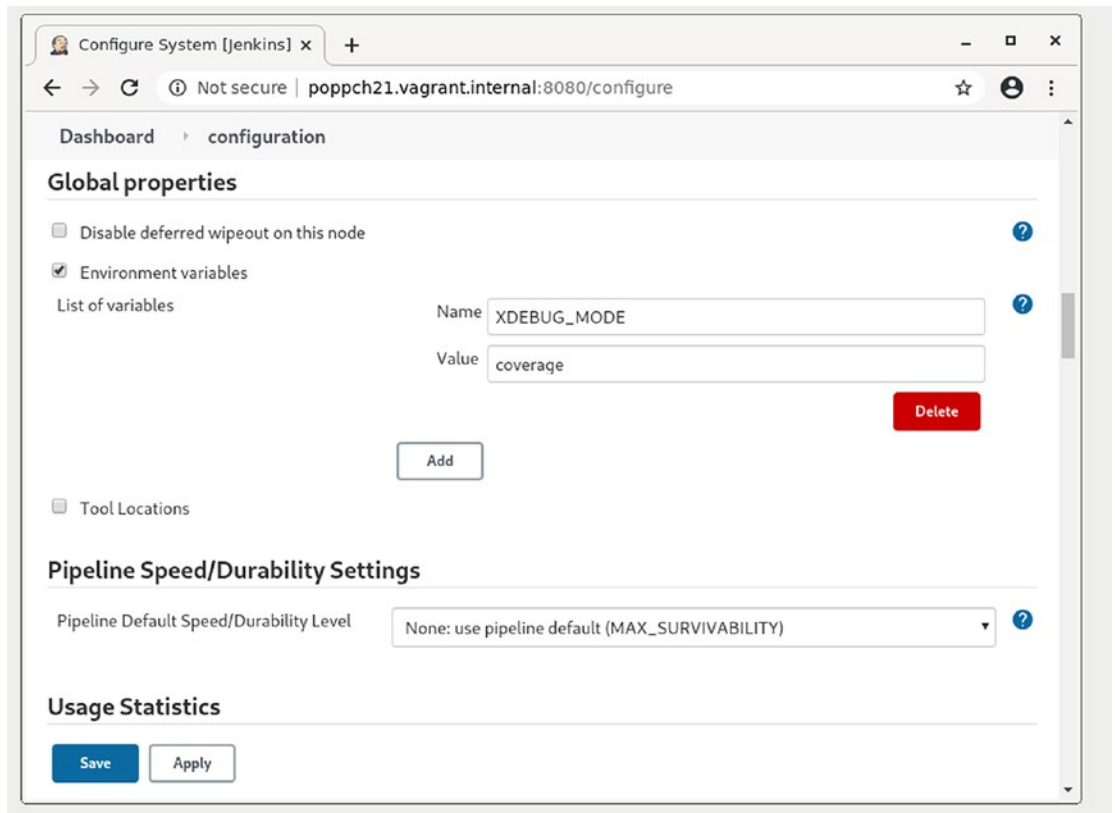 Configure System [Jenkins] × +
Not secure | poppch21.vagrant.internal:8080/configure
Dashboard configuration
Global properties
Disable deferred wipeout on this node
Environment variables
List of variables
Name XDEBUG_MODE
Value coverage
Delete
Add
Tool Locations
Pipeline Speed/Durability Settings
Pipeline Default Speed/Durability Level None: use pipeline default (MAX_SURVIVABILITY)
Usage Statistics
Save Apply